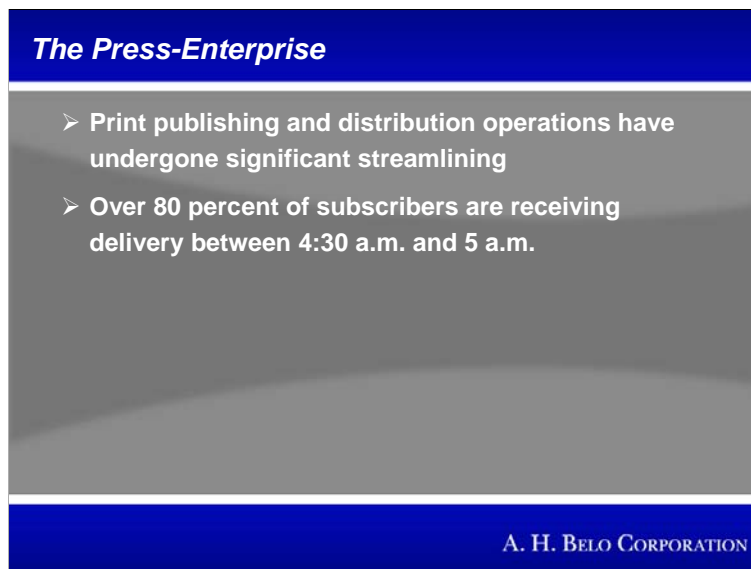 The Press-Enterprise
➢ Print publishing and distribution operations have
undergone significant streamlining
➢ Over 80 percent of subscribers are receiving
delivery between 4:30 a.m. and 5 a.m.
A. H. BELO CORPORATION